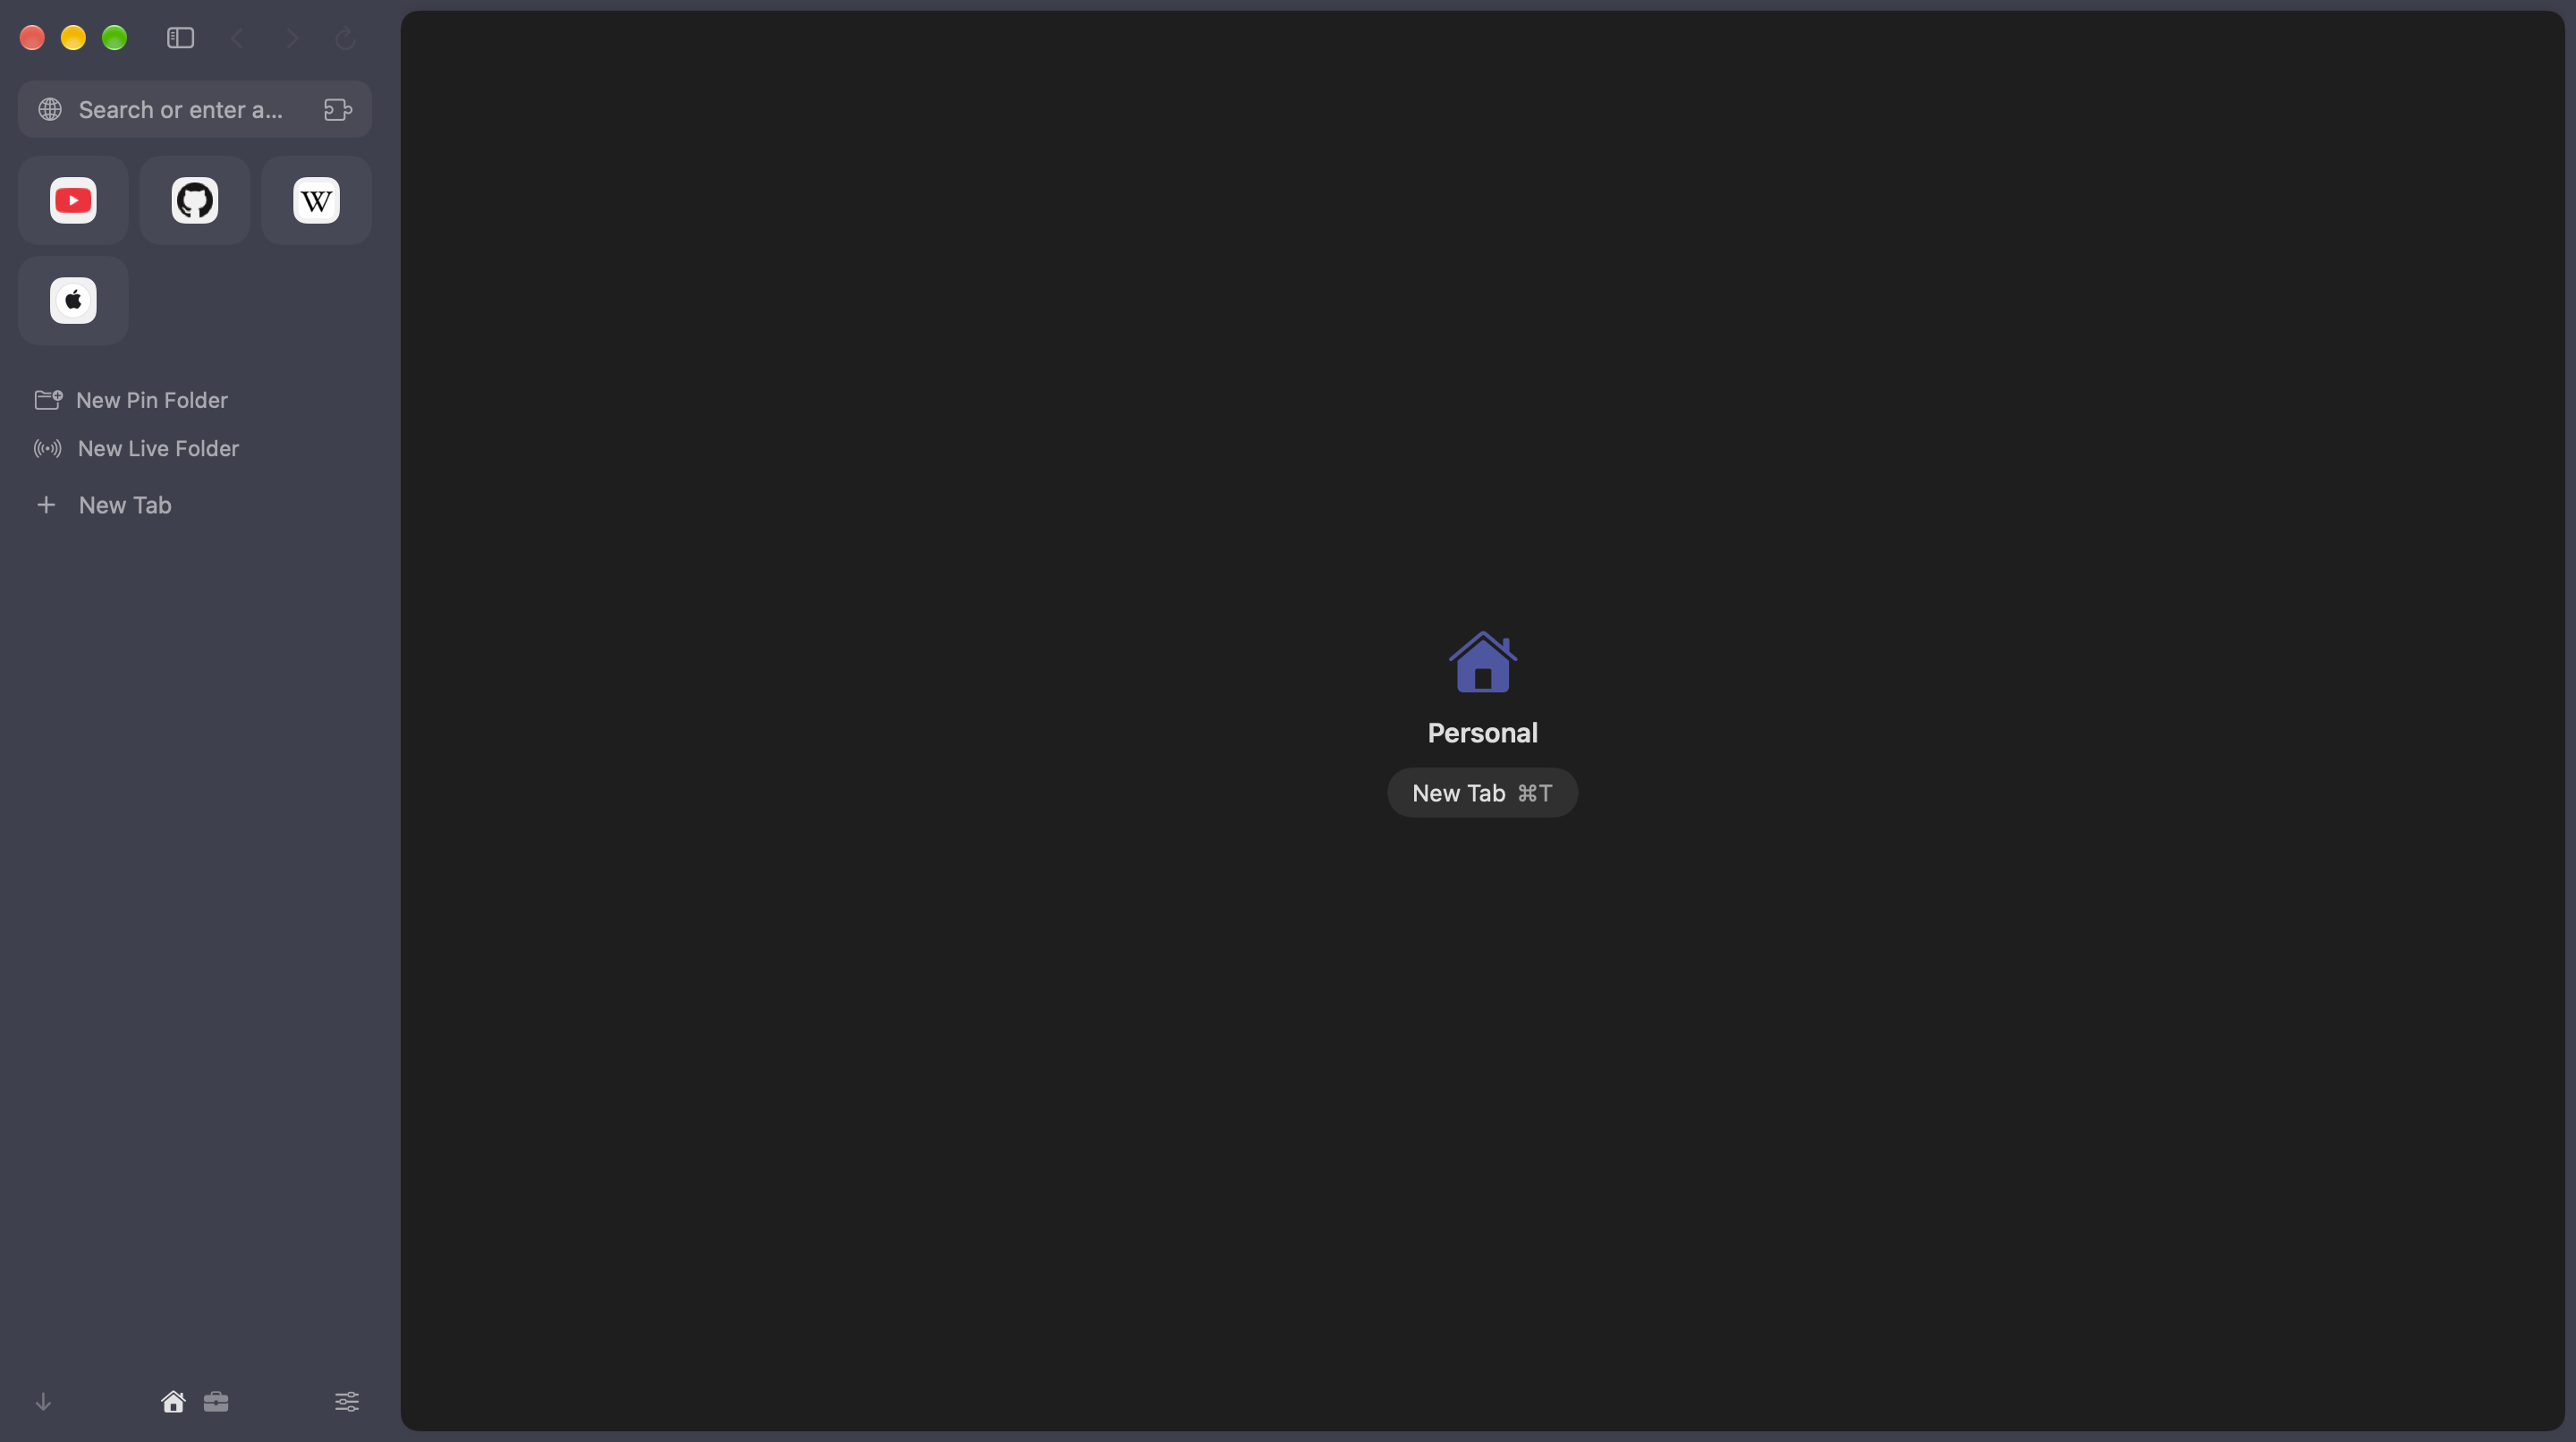 Search or enter a...
W
New Pin Folder
New Live Folder
New Tab
Personal
New Tab ⌘T